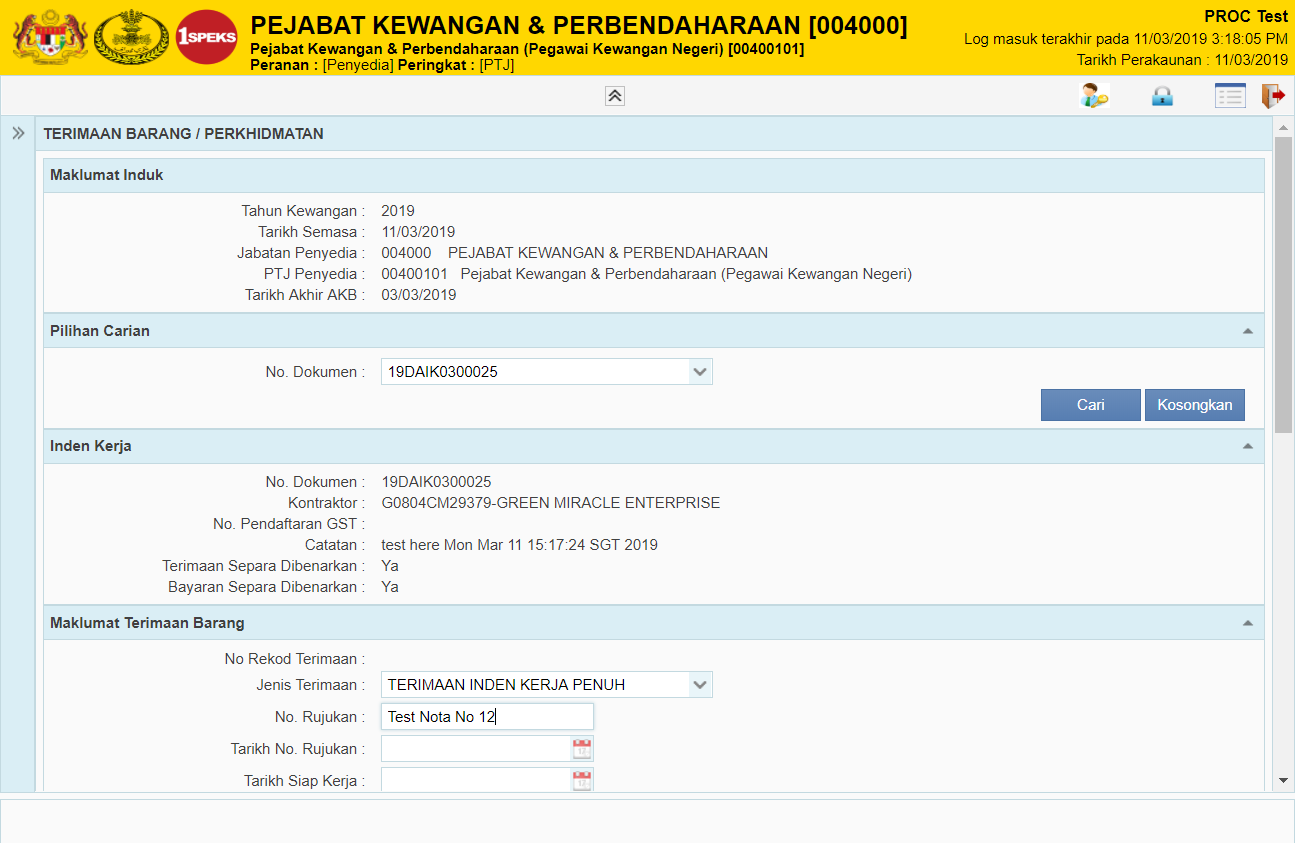 1SPEKS
PEJABAT KEWANGAN & PERBENDAHARAAN [004000]
Pejabat Kewangan & Perbendaharaan (Pegawai Kewangan Negeri) [00400101]
Peranan : [Penyedia] Peringkat : [PTJ]
PROC Test
Log masuk terakhir pada 11/03/2019 3:18:05 PM
Tarikh Perakaunan : 11/03/2019
TERIMAAN BARANG / PERKHIDMATAN
Maklumat Induk
Tahun Kewangan : 2019
Tarikh Semasa : 11/03/2019
Jabatan Penyedia : 004000 PEJABAT KEWANGAN & PERBENDAHARAAN
PTJ Penyedia : 00400101 Pejabat Kewangan & Perbendaharaan (Pegawai Kewangan Negeri)
Tarikh Akhir AKB : 03/03/2019
Pilihan Carian
No. Dokumen : 19DAIK0300025
Cari Kosongkan
Inden Kerja
No. Dokumen : 19DAIK0300025
Kontraktor : G0804CM29379-GREEN MIRACLE ENTERPRISE
No. Pendaftaran GST :
Catatan : test here Mon Mar 11 15:17:24 SGT 2019
Terimaan Separa Dibenarkan : Ya
Bayaran Separa Dibenarkan : Ya
Maklumat Terimaan Barang
No Rekod Terimaan :
Jenis Terimaan : TERIMAAN INDEN KERJA PENUH
No. Rujukan : Test Nota No 12
Tarikh No. Rujukan :
Tarikh Siap Kerja :